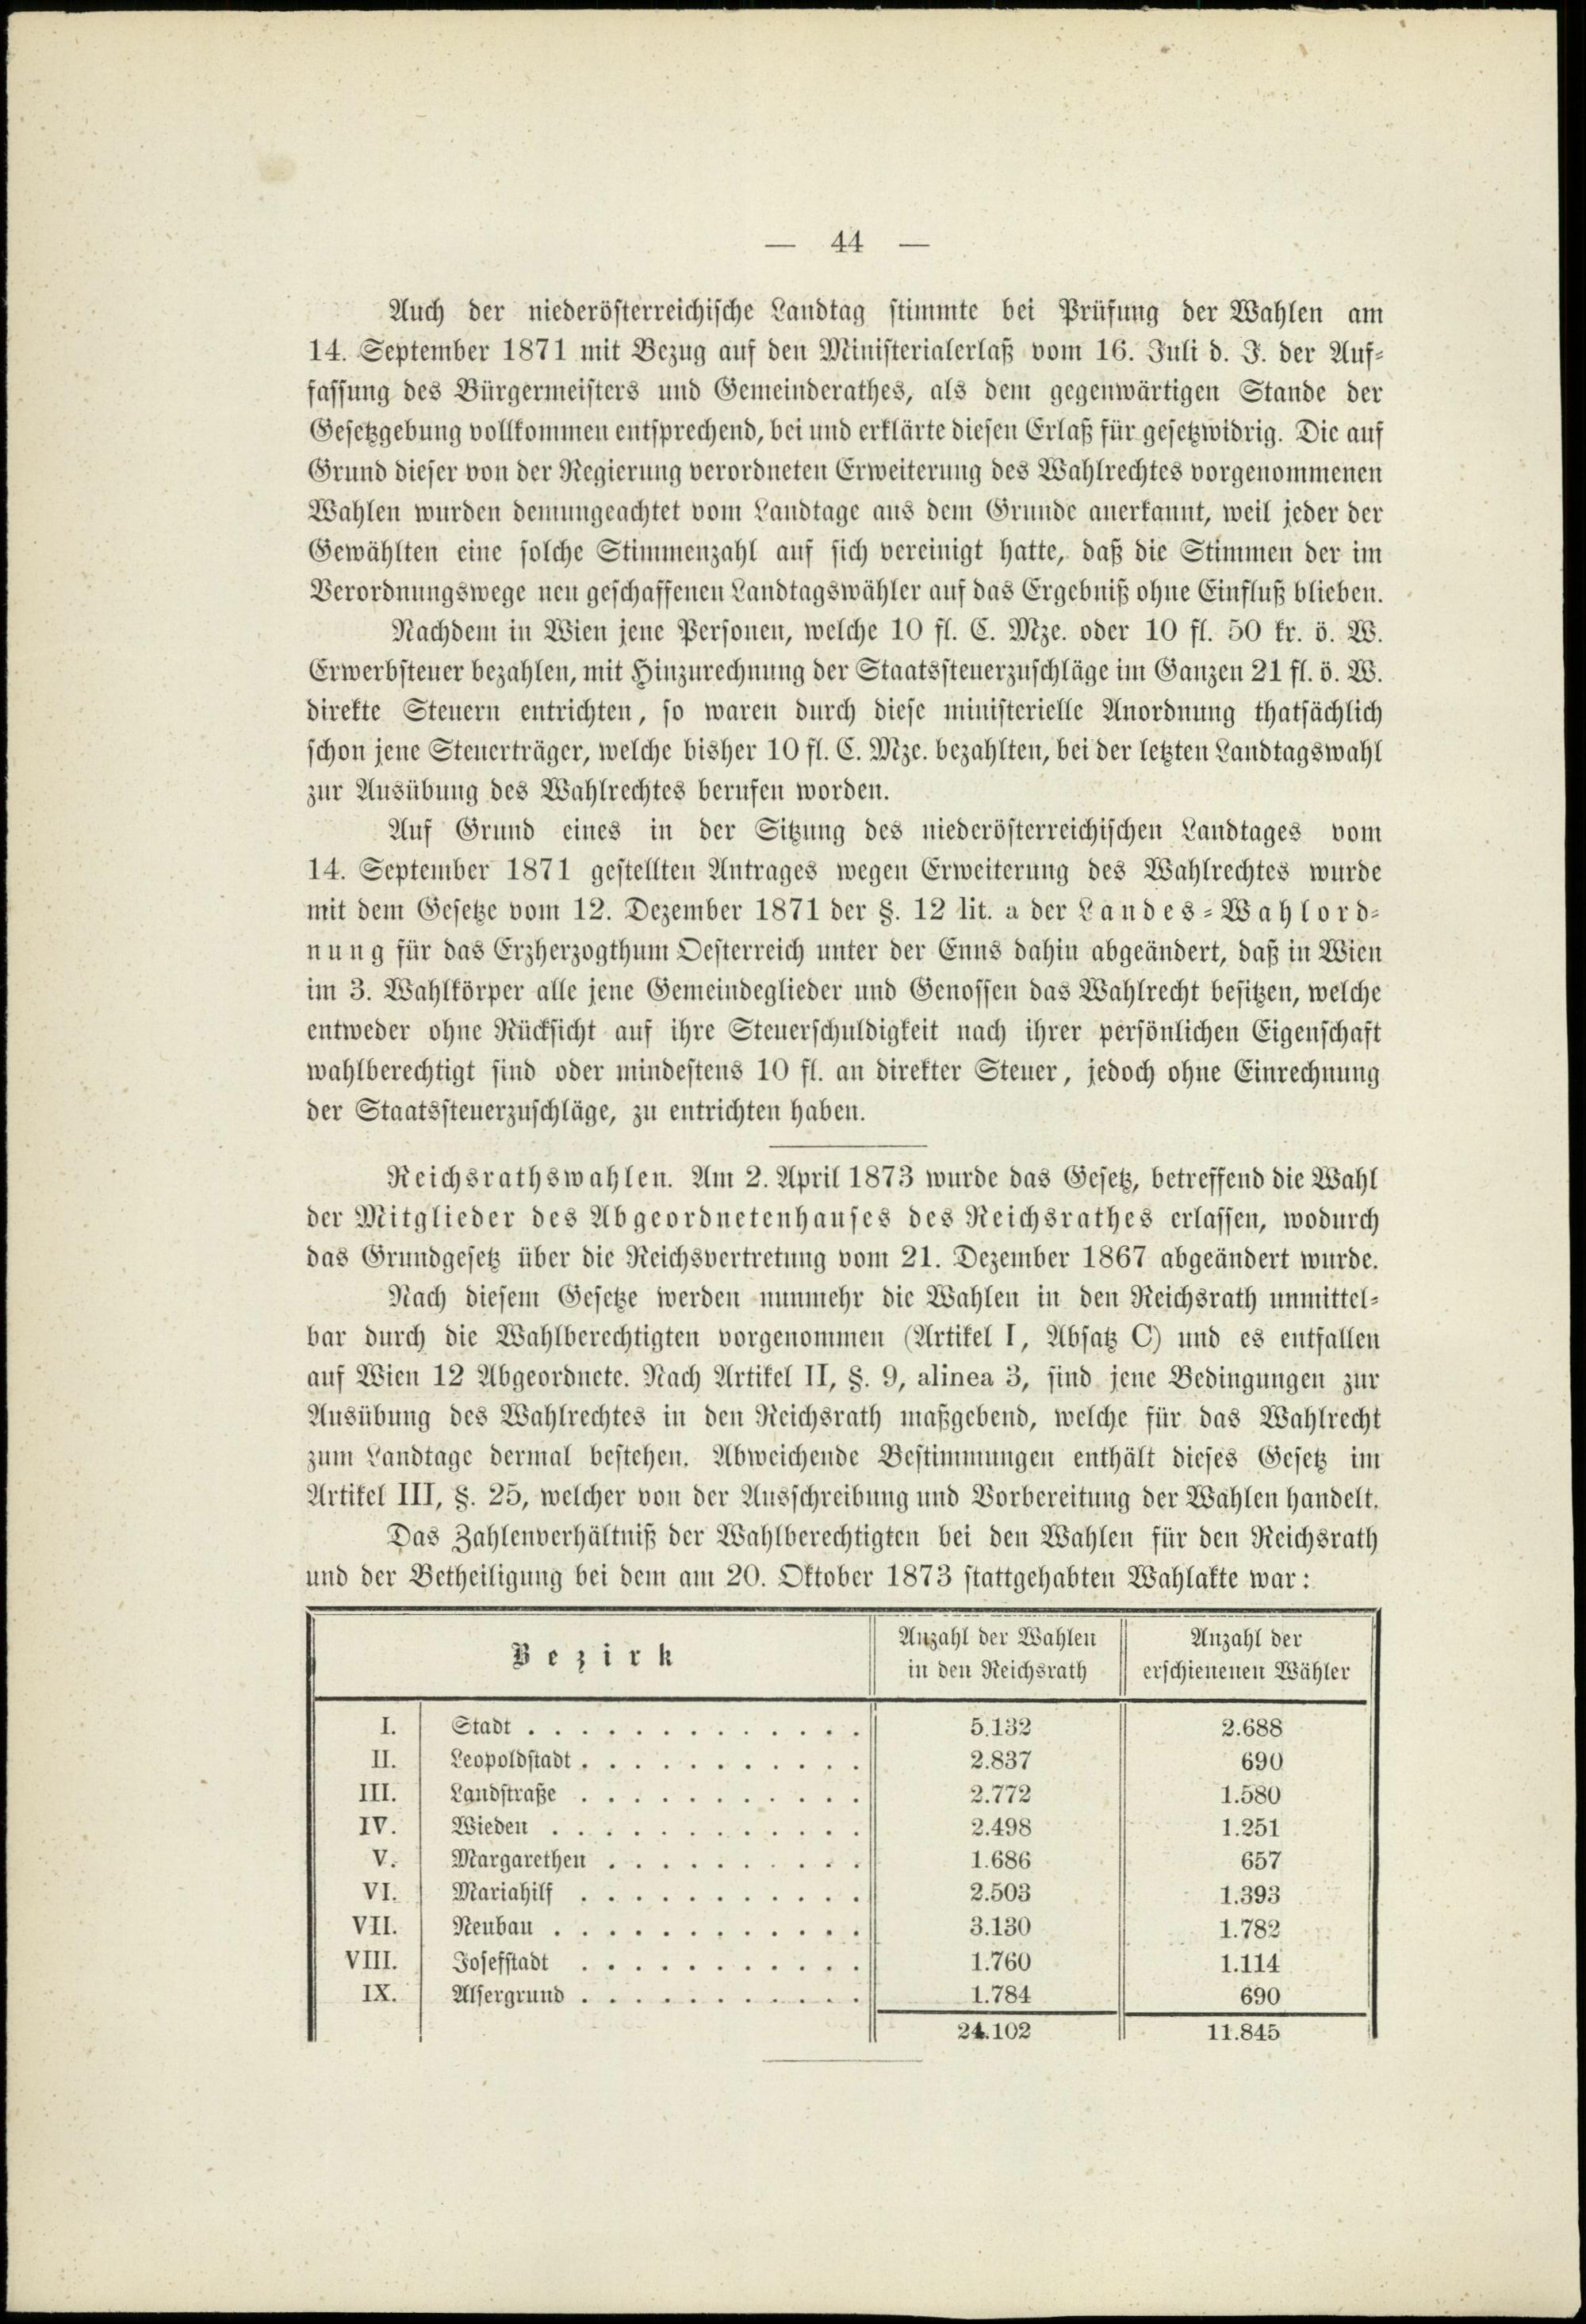 — 44 —
Auch der niederösterreichische Landtag stimmte bei Prüfung der Wahlen am
14. September 1871 mit Bezug auf den Ministerialerlaß vom 16. Juli d. J. der Auf-
fassung des Bürgermeisters und Gemeinderathes, als dem gegenwärtigen Stande der
Gesetzgebung vollkommen entsprechend, bei und erklärte diesen Erlaß für gesetzwidrig. Die auf
Grund dieser von der Regierung verordneten Erweiterung des Wahlrechtes vorgenommenen
Wahlen wurden demungeachtet vom Landtage aus dem Grunde anerkannt, weil jeder der
Gewählten eine solche Stimmenzahl auf sich vereinigt hatte, daß die Stimmen der im
Verordnungswege neu geschaffenen Landtagswähler auf das Ergebniß ohne Einfluß blieben.
Nachdem in Wien jene Personen, welche 10 fl. C. Mze. oder 10 fl. 50 kr. ö. W.
Erwerbsteuer bezahlen, mit Hinzurechnung der Staatssteuerzuschläge im Ganzen 21 fl. ö. W.
direkte Steuern entrichten, so waren durch diese ministerielle Anordnung thatsächlich
schon jene Steuerträger, welche bisher 10 fl. C. Mze. bezahlten, bei der letzten Landtagswahl
zur Ausübung des Wahlrechtes berufen worden.
Auf Grund eines in der Sitzung des niederösterreichischen Landtages vom
14. September 1871 gestellten Antrages wegen Erweiterung des Wahlrechtes wurde
mit dem Gesetze vom 12. Dezember 1871 der §. 12 lit. a der Landes-Wahlord-
nung für das Erzherzogthum Oesterreich unter der Enns dahin abgeändert, daß in Wien
im 3. Wahlkörper alle jene Gemeindeglieder und Genossen das Wahlrecht besitzen, welche
entweder ohne Rücksicht auf ihre Steuerschuldigkeit nach ihrer persönlichen Eigenschaft
wahlberechtigt sind oder mindestens 10 fl. an direkter Steuer, jedoch ohne Einrechnung
der Staatssteuerzuschläge, zu entrichten haben.
Reichsrathswahlen. Am 2. April 1873 wurde das Gesetz, betreffend die Wahl
der Mitglieder des Abgeordnetenhauses des Reichsrathes erlassen, wodurch
das Grundgesetz über die Reichsvertretung vom 21. Dezember 1867 abgeändert wurde.
Nach diesem Gesetze werden nunmehr die Wahlen in den Reichsrath unmittel-
bar durch die Wahlberechtigten vorgenommen (Artikel I, Absatz C) und es entfallen
auf Wien 12 Abgeordnete. Nach Artikel II, §. 9, alinea 3, sind jene Bedingungen zur
Ausübung des Wahlrechtes in den Reichsrath maßgebend, welche für das Wahlrecht
zum Landtage dermal bestehen. Abweichende Bestimmungen enthält dieses Gesetz im
Artikel III, §. 25, welcher von der Ausschreibung und Vorbereitung der Wahlen handelt.
Das Zahlenverhältniß der Wahlberechtigten bei den Wahlen für den Reichsrath
und der Betheiligung bei dem am 20. Oktober 1873 stattgehabten Wahlakte war:
Bezirk | Anzahl der Wahlen in den Reichsrath | Anzahl der erschienenen Wähler
I. Stadt . . . . . . . . . . . . . 5.132 2.688
II. Leopoldstadt . . . . . . . . . . . 2.837 690
III. Landstraße . . . . . . . . . . . 2.772 1.580
IV. Wieden . . . . . . . . . . . . 2.498 1.251
V. Margarethen . . . . . . . . . . 1.686 657
VI. Mariahilf . . . . . . . . . . . 2.503 1.393
VII. Neubau . . . . . . . . . . . . 3.130 1.782
VIII. Josefstadt . . . . . . . . . . . 1.760 1.114
IX. Alsergrund . . . . . . . . . . . 1.784 690
24.102 11.845